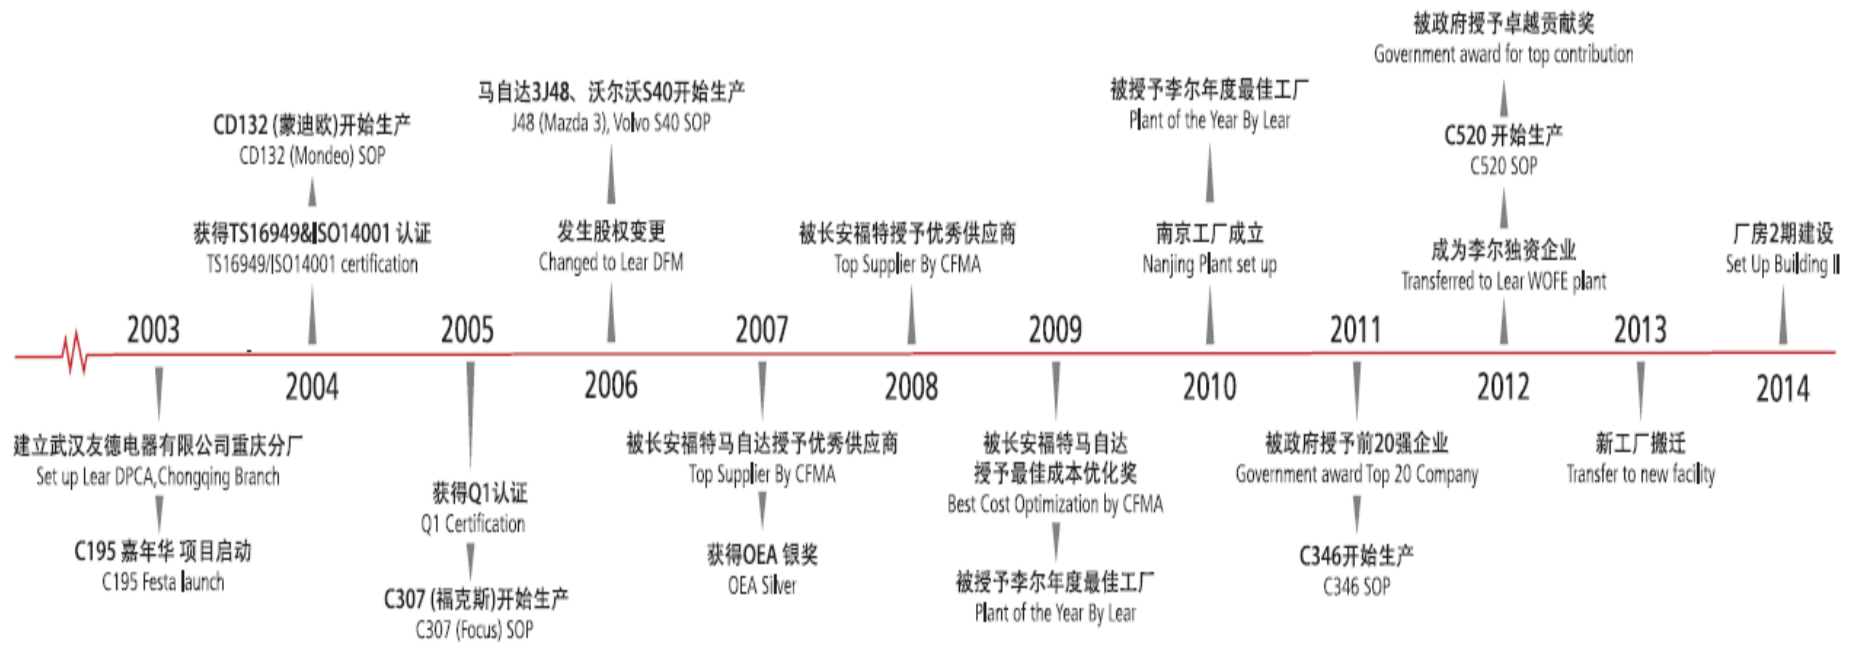 2003
建立武汉友德电器有限公司重庆分厂
Set up Lear DPCA,Chongqing Branch
C195 嘉年华 项目启动
C195 Festa launch
CD132 (蒙迪欧)开始生产
CD132 (Mondeo) SOP
获得TS16949&ISO14001 认证
TS16949/ISO14001 certification
2004
2005
获得Q1认证
Q1 Certification
C307 (福克斯)开始生产
C307 (Focus) SOP
马自达3J48、沃尔沃S40开始生产
J48 (Mazda 3), Volvo S40 SOP
发生股权变更
Changed to Lear DFM
2006
2007
被长安福特马自达授予优秀供应商
Top Supplier By CFMA
获得OEA 银奖
OEA Silver
被长安福特授予优秀供应商
Top Supplier By CFMA
2008
2009
被长安福特马自达
授予最佳成本优化奖
Best Cost Optimization by CFMA
被授予李尔年度最佳工厂
Plant of the Year By Lear
被授予李尔年度最佳工厂
Plant of the Year By Lear
南京工厂成立
Nanjing Plant set up
2010
2011
被政府授予前20强企业
Government award Top 20 Company
C346开始生产
C346 SOP
被政府授予卓越贡献奖
Government award for top contribution
C520 开始生产
C520 SOP
成为李尔独资企业
Transferred to Lear WOFE plant
2012
2013
新工厂搬迁
Transfer to new facility
厂房2期建设
Set Up Building II
2014